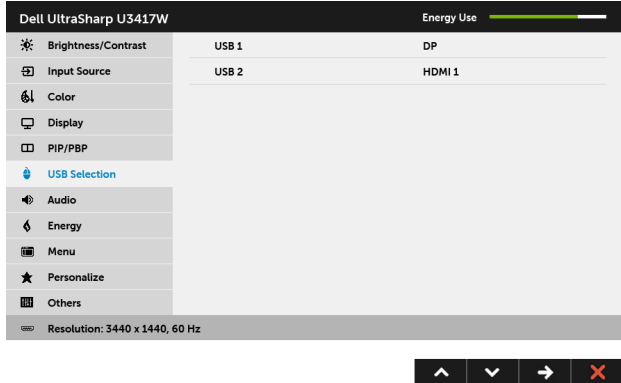 Dell UltraSharp U3417W Energy Use
Brightness/Contrast USB 1 DP
Input Source USB 2 HDMI 1
Color
Display
PIP/PBP
USB Selection
Audio
Energy
Menu
Personalize
Others
Resolution: 3440 x 1440, 60 Hz